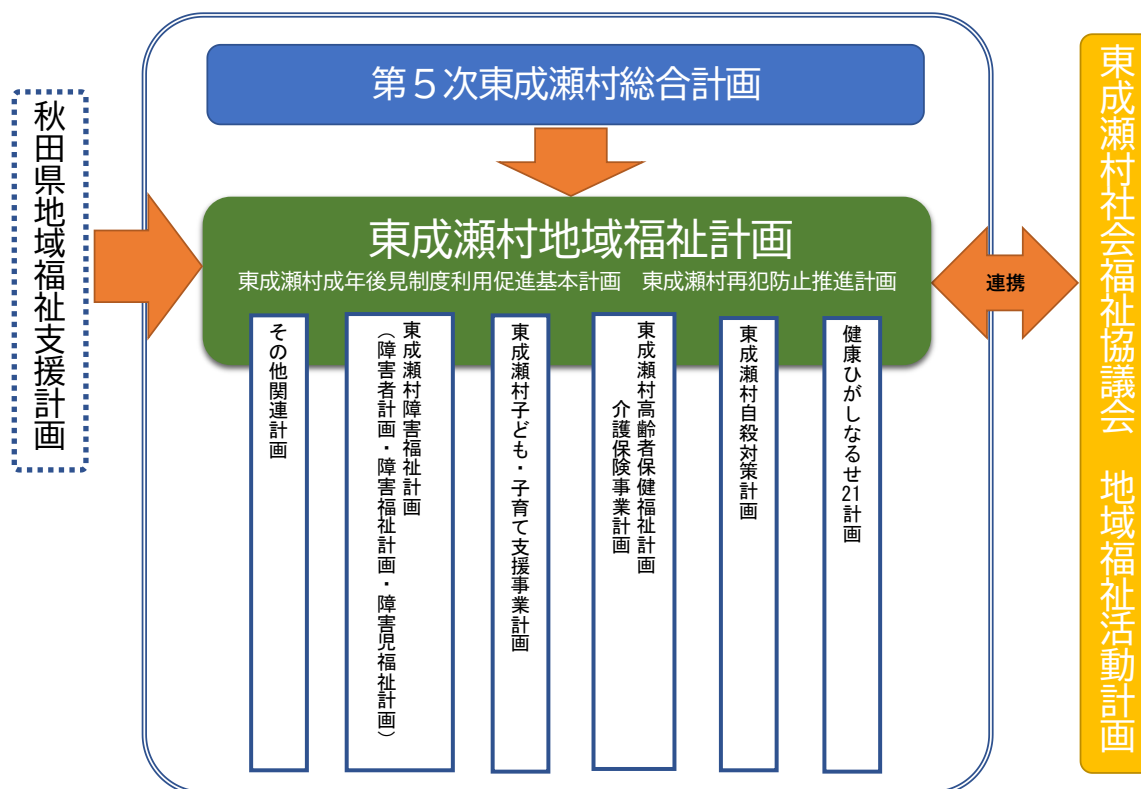 第５次東成瀬村総合計画
秋田県地域福祉支援計画
東成瀬村地域福祉計画
東成瀬村成年後見制度利用促進基本計画　東成瀬村再犯防止推進計画
連携
東成瀬村社会福祉協議会　地域福祉活動計画
健康ひがしなるせ21計画
東成瀬村自殺対策計画
東成瀬村高齢者保健福祉計画
介護保険事業計画
東成瀬村子ども・子育て支援事業計画
東成瀬村障害福祉計画
（障害者計画・障害福祉計画・障害児福祉計画）
その他関連計画